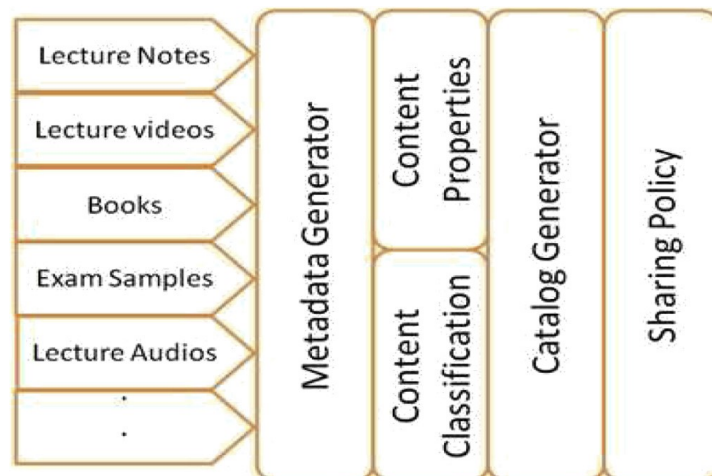 Lecture Notes
Lecture videos
Books
Exam Samples
Lecture Audios
.
.
Metadata Generator
Content
Properties
Content
Classification
Catalog Generator
Sharing Policy